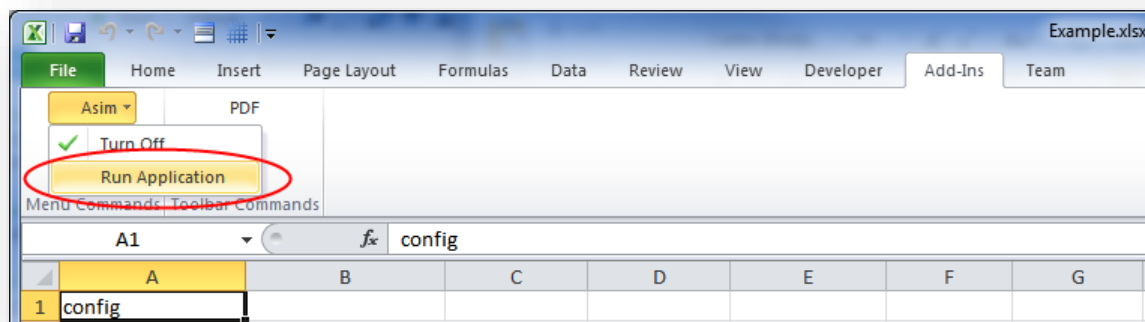 Example.xlsx
File Home Insert Page Layout Formulas Data Review View Developer Add-Ins Team
Asim PDF
Turn Off
Run Application
Menu Commands Toolbar Commands
A1 fx config
A B C D E F G
1 config